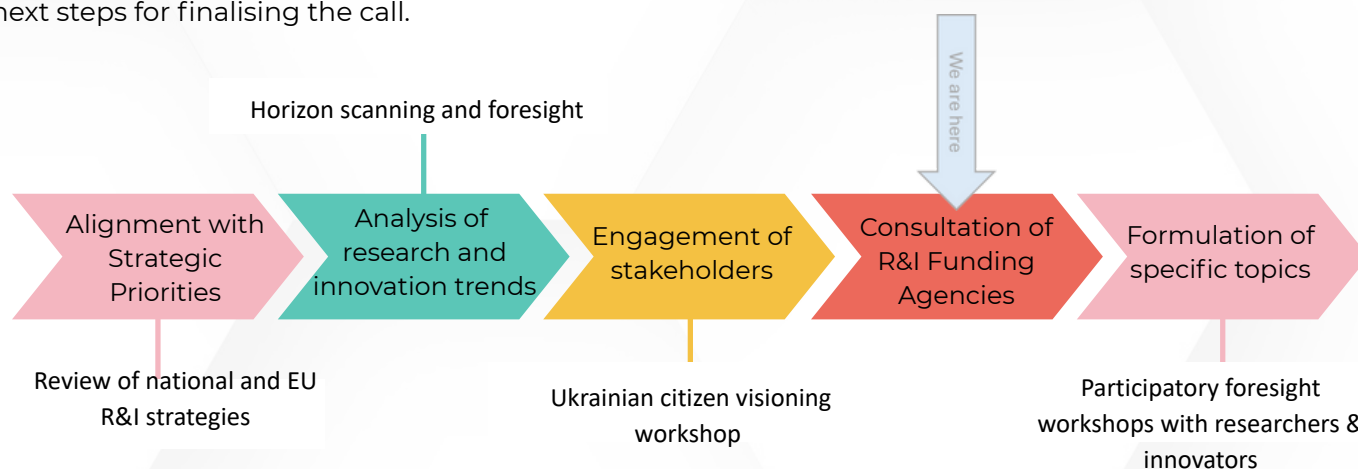 next steps for finalising the call.
We are here
Horizon scanning and foresight
Alignment with
Strategic
Priorities
Analysis of
research and
innovation trends
Engagement of
stakeholders
Consultation of
R&I Funding
Agencies
Formulation of
specific topics
Review of national and EU
R&I strategies
Ukrainian citizen visioning
workshop
Participatory foresight
workshops with researchers &
innovators